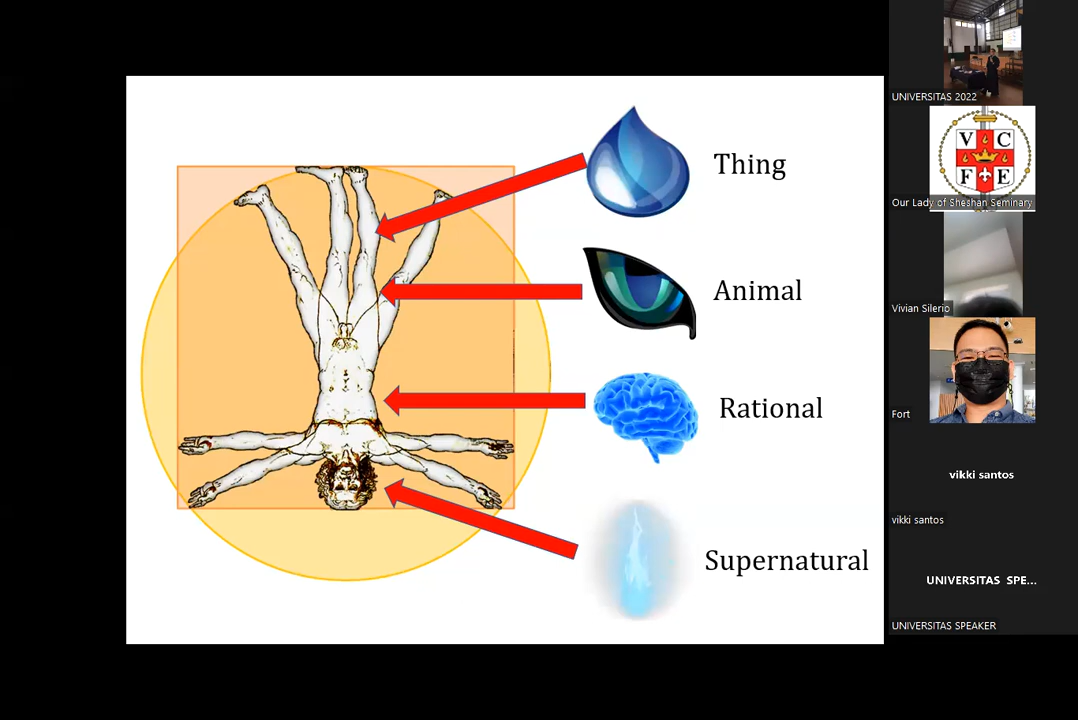 Thing
Animal
Rational
Supernatural
UNIVERSITAS 2022
V C
F E
Our Lady of Sheshan Seminary
Vivian Silerio
Fort
vikki santos
vikki santos
UNIVERSITAS SPE...
UNIVERSITAS SPEAKER